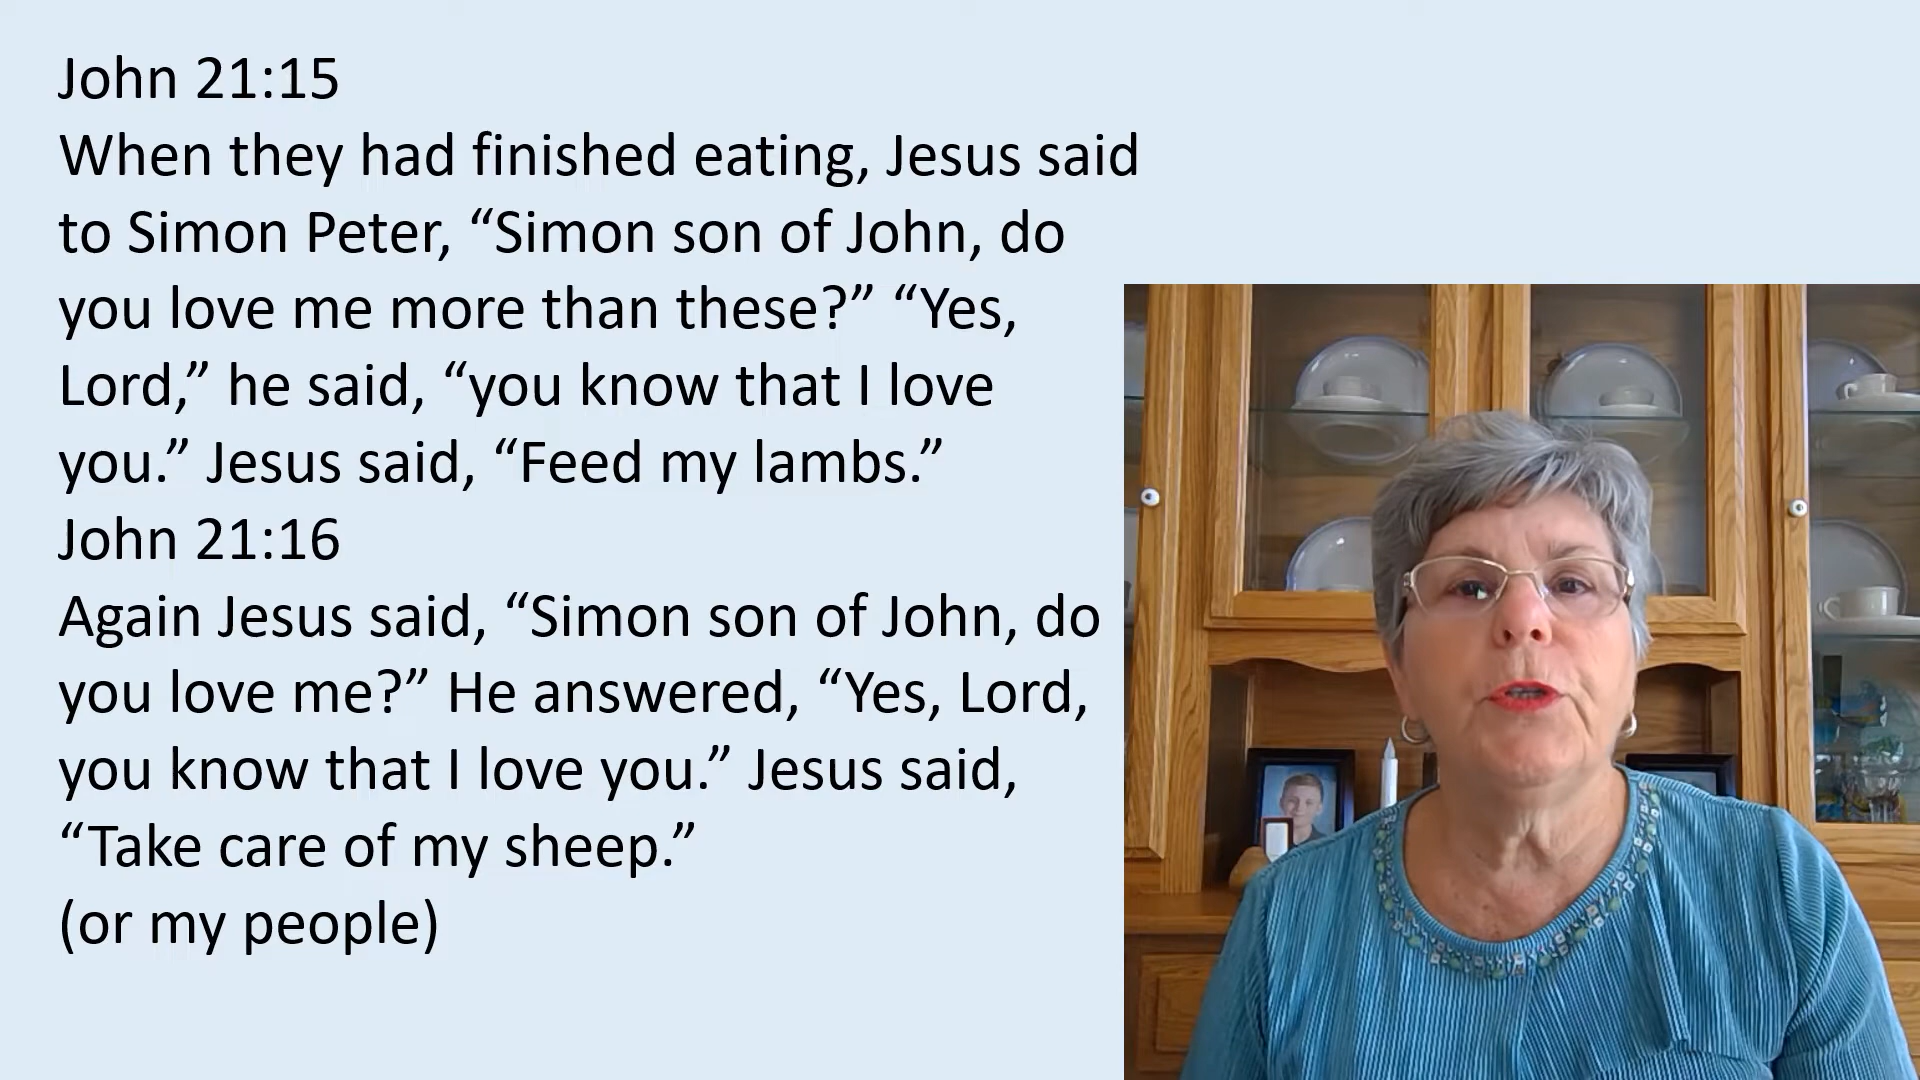 John 21:15
When they had finished eating, Jesus said
to Simon Peter, “Simon son of John, do
you love me more than these?” “Yes,
Lord,” he said, “you know that I love
you.” Jesus said, “Feed my lambs.”
John 21:16
Again Jesus said, “Simon son of John, do
you love me?” He answered, “Yes, Lord,
you know that I love you.” Jesus said,
“Take care of my sheep.”
(or my people)